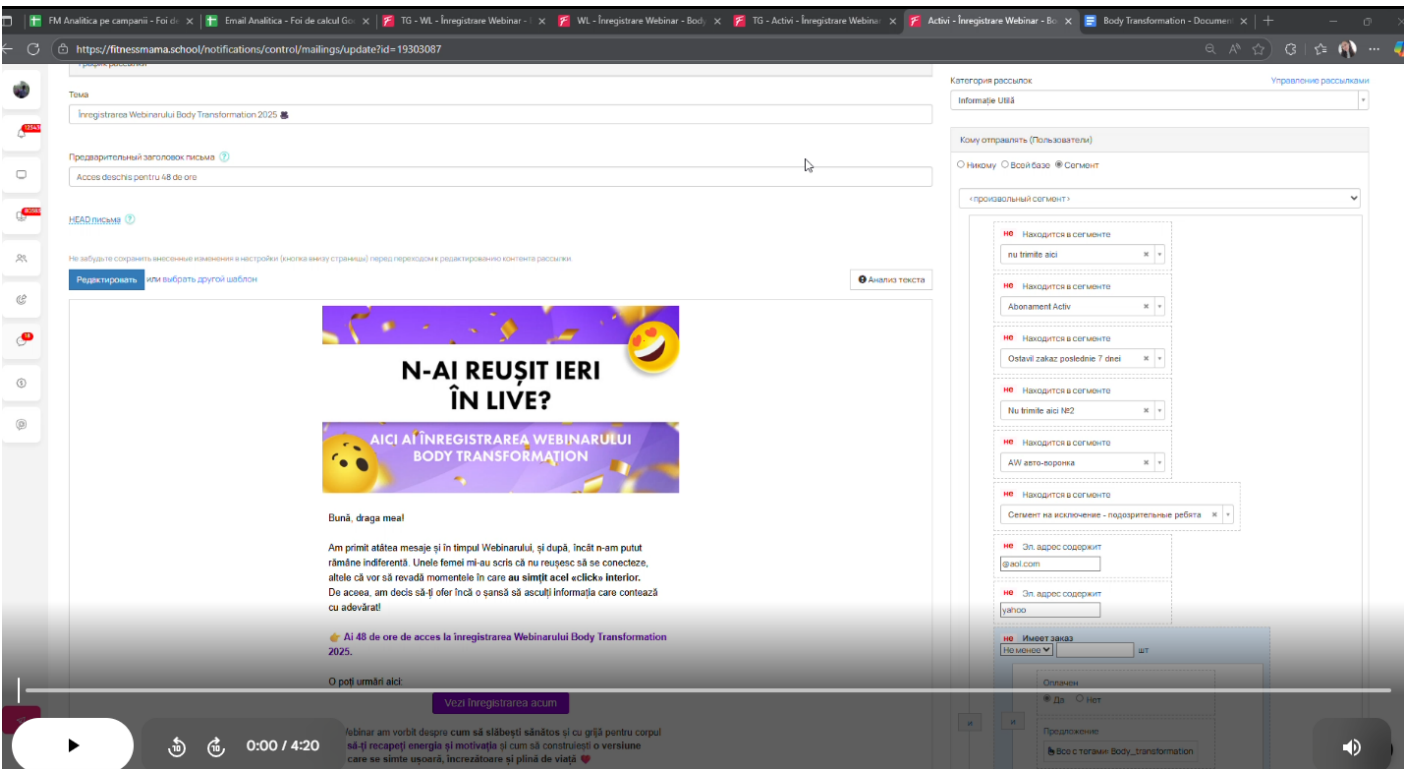 FM Analitica pe campanii - Foi de
Email Analitica - Foi de calcul Go
TG - WL - Înregistrare Webinar -
WL - Înregistrare Webinar - Body
TG - Activi - Înregistrare Webinar
Activi - Înregistrare Webinar - Bo
Body Transformation - Document
https://fitnessmama.school/notifications/control/mailings/update?id=19303087
График рассылки
Тема
Înregistrarea Webinarului Body Transformation 2025
Предварительный заголовок письма ?
Acces deschis pentru 48 de ore
HEAD письма ?
Не забудьте сохранить внесенные изменения в настройки (кнопка внизу страницы) перед переходом к редактированию контента рассылки.
Редактировать или выбрать другой шаблон
Анализ текста
N-AI REUȘIT IERI
ÎN LIVE?
AICI AI ÎNREGISTRAREA WEBINARULUI
BODY TRANSFORMATION
Bună, draga mea!
Am primit atâtea mesaje și în timpul Webinarului, și după, încât n-am putut
rămâne indiferentă. Unele femei mi-au scris că nu reușesc să se conecteze,
altele că vor să revadă momentele în care au simțit acel «click» interior.
De aceea, am decis să-ți ofer încă o șansă să asculți informația care contează
cu adevărat!
👉 Ai 48 de ore de acces la înregistrarea Webinarului Body Transformation
2025.
O poți urmări aici:
Vezi înregistrarea acum
Webinar am vorbit despre cum să slăbești sănătos și cu grijă pentru corpul
să-ți recapeți energia și motivația și cum să construiești o versiune
care se simte ușoară, încrezătoare și plină de viață
Категория рассылок
Управление рассылками
Informație Utilă
Кому отправлять (Пользователи)
Никому Всей базе Сегмент
<произвольный сегмент>
не Находится в сегменте
nu trimite aici
не Находится в сегменте
Abonament Activ
не Находится в сегменте
Ostavil zakaz poslednie 7 dnei
не Находится в сегменте
Nu trimite aici №2
не Находится в сегменте
AW авто-воронка
не Находится в сегменте
Сегмент на исключение - подозрительные ребята
не Эл. адрес содержит
@aol.com
не Эл. адрес содержит
yahoo
не Имеет заказ
Не менее шт
Оплачен
Да Нет
и и
Предложение
Все с тегами Body_transformation
10 10 0:00 / 4:20